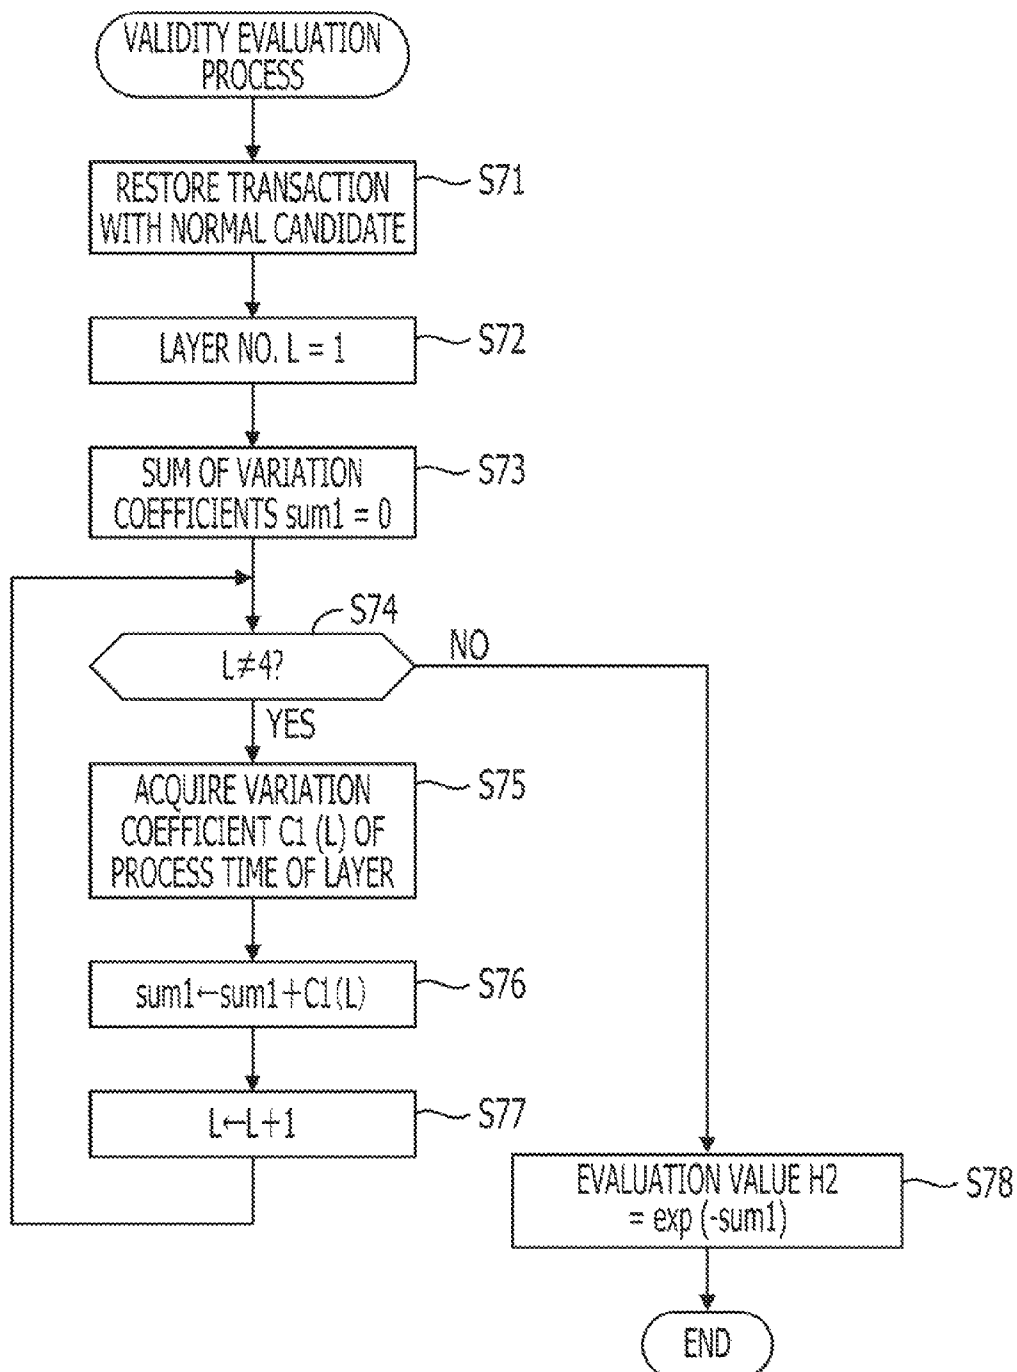 VALIDITY EVALUATION
PROCESS
RESTORE TRANSACTION
WITH NORMAL CANDIDATE
S71
LAYER NO. L = 1
S72
SUM OF VARIATION
COEFFICIENTS sum1 = 0
S73
S74
L≠4?
NO
YES
ACQUIRE VARIATION
COEFFICIENT C1 (L) OF
PROCESS TIME OF LAYER
S75
sum1←sum1+C1(L)
S76
L←L+1
S77
EVALUATION VALUE H2
= exp (-sum1)
S78
END